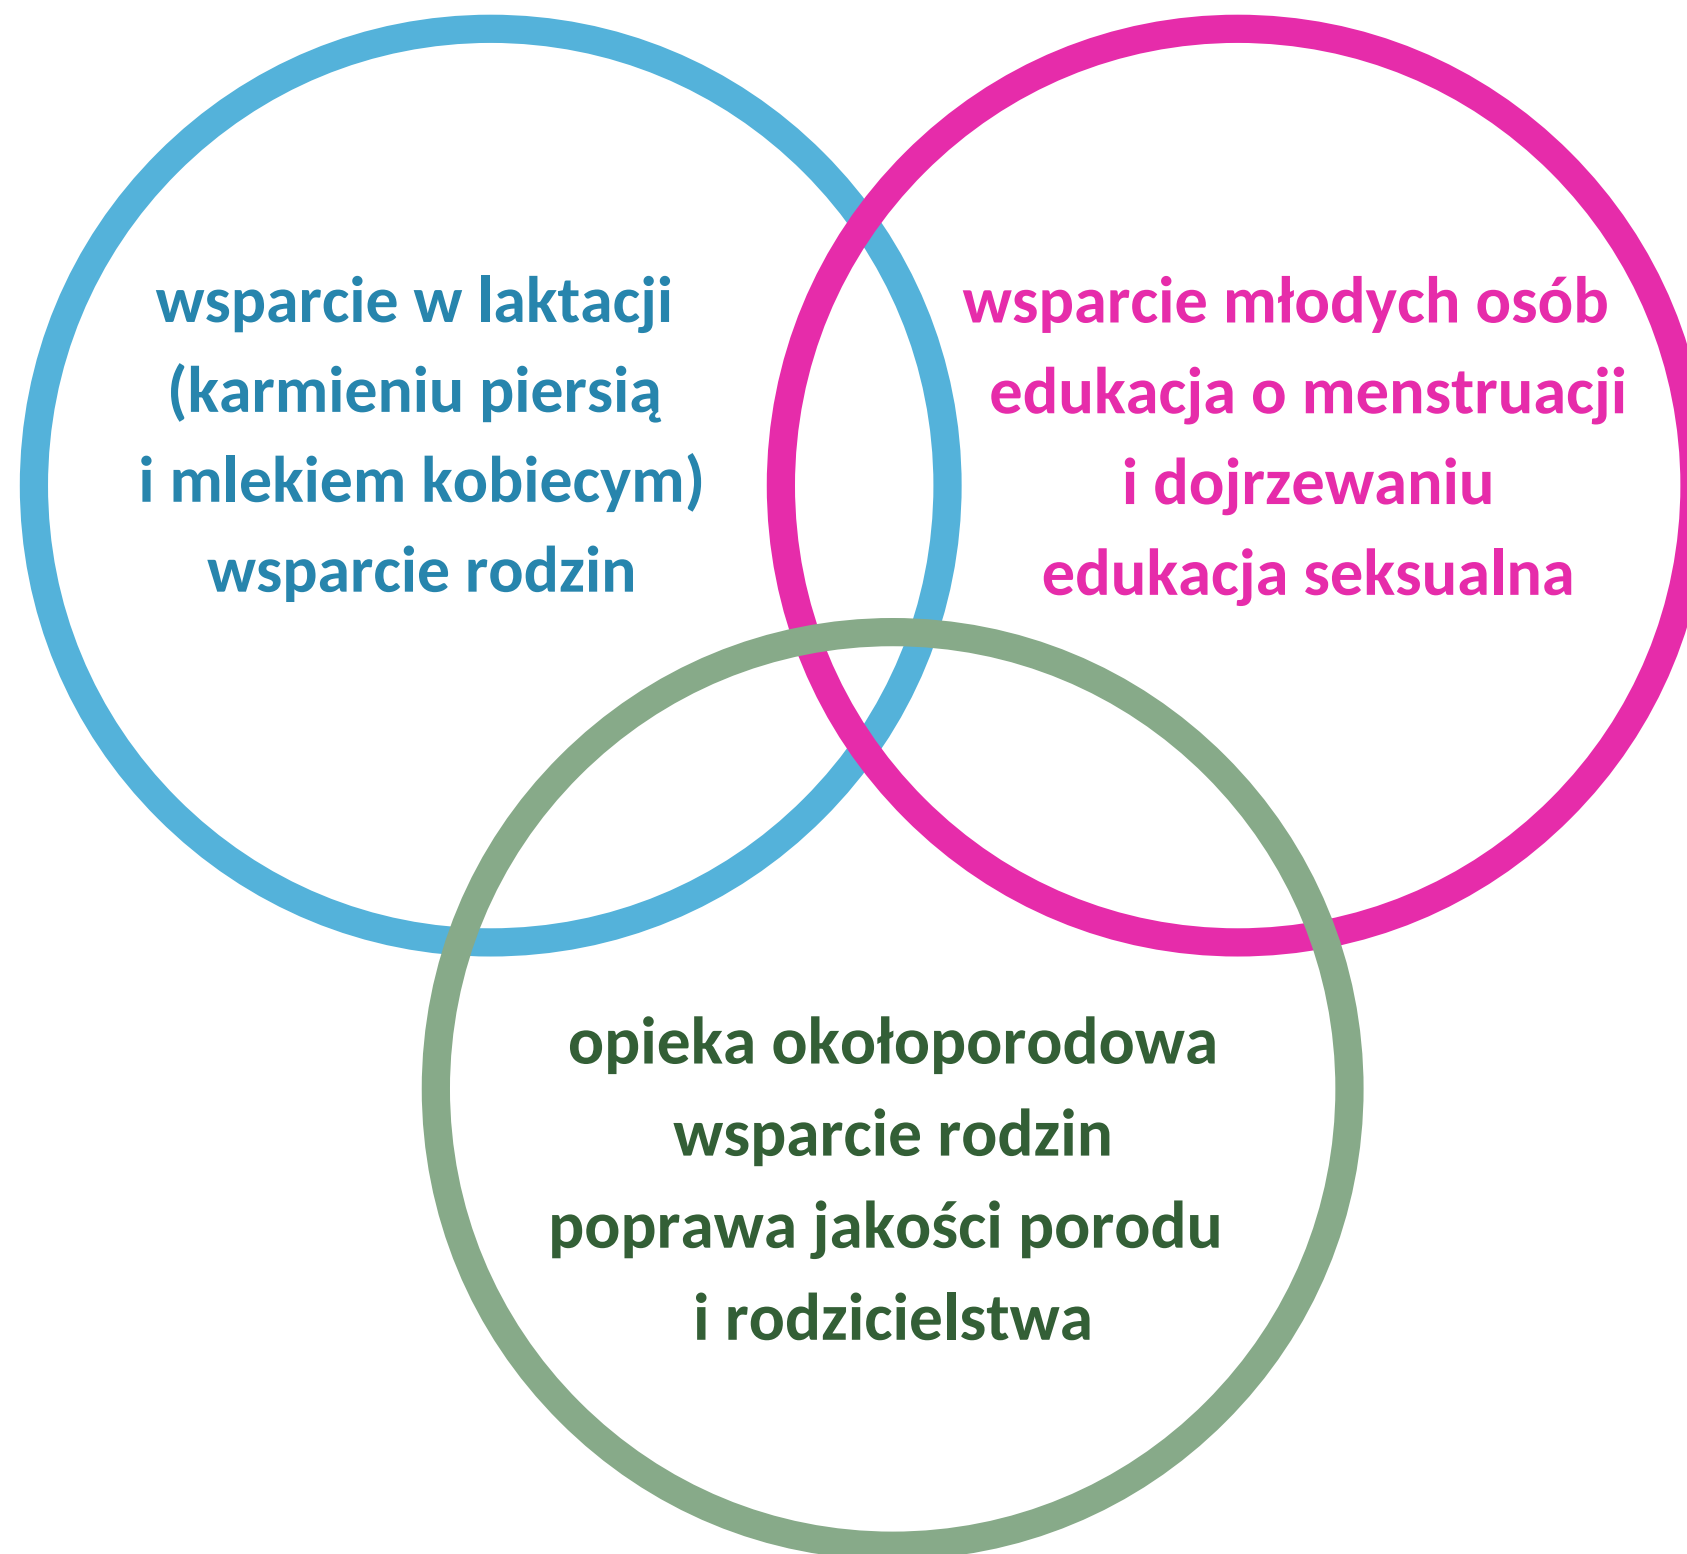 wsparcie w laktacji
(karmieniu piersią
i mlekiem kobiecym)
wsparcie rodzin
wsparcie młodych osób
edukacja o menstruacji
i dojrzewaniu
edukacja seksualna
opieka okołoporodowa
wsparcie rodzin
poprawa jakości porodu
i rodzicielstwa